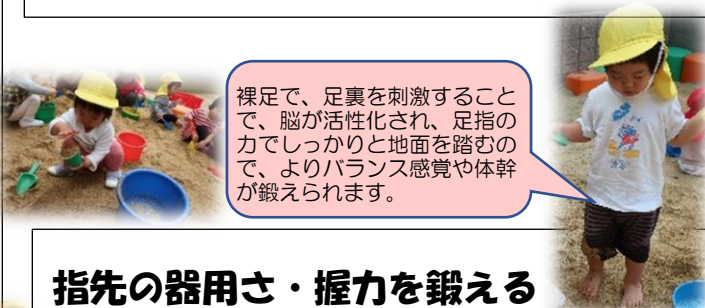 裸足で、足裏を刺激すること
で、脳が活性化され、足指の
力でしっかりと地面を踏むの
で、よりバランス感覚や体幹
が鍛えられます。
指先の器用さ・握力を鍛える